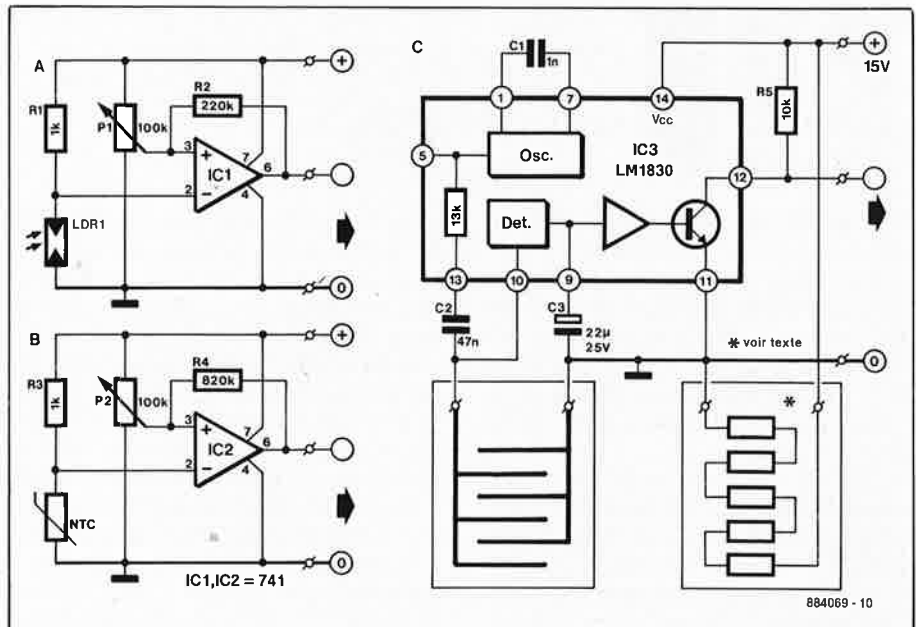 A
+
R1
1k
P1
100k
R2
220k
3
+
7
IC1
6
2
−
4
LDR1
0
B
+
R3
1k
P2
100k
R4
820k
3
+
7
IC2
6
2
−
4
NTC
0
IC1,IC2 = 741
C
C1
1n
+
15V
1
7
14
Vcc
R5
10k
5
Osc.
IC3
LM1830
12
13k
Det.
13
10
9
11
C2
47n
C3
22µ
25V
* voir texte
0
*
884069 - 10